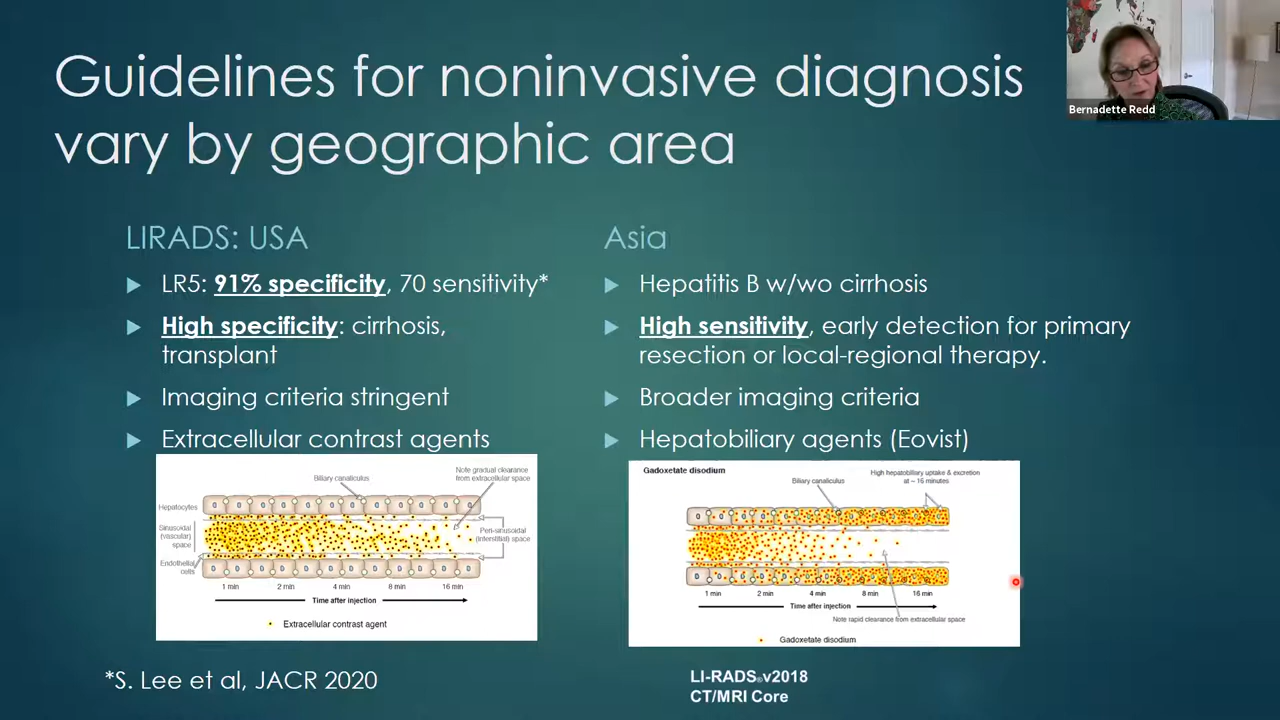 Guidelines for noninvasive diagnosis
vary by geographic area
Bernadette Redd
LIRADS: USA
LR5: 91% specificity, 70 sensitivity*
High specificity: cirrhosis,
transplant
Imaging criteria stringent
Extracellular contrast agents
Biliary canaliculus
Note gradual clearance
from extracellular space
Hepatocytes
Sinusoidal
(vascular)
space
Peri-sinusoidal
(interstitial) space
Endothelial
cells
1 min 2 min 4 min 8 min 16 min
Time after injection
Extracellular contrast agent
*S. Lee et al, JACR 2020
Asia
Hepatitis B w/wo cirrhosis
High sensitivity, early detection for primary
resection or local-regional therapy.
Broader imaging criteria
Hepatobiliary agents (Eovist)
Gadoxetate disodium
Biliary canaliculus
High hepatobiliary uptake & excretion
at ~ 16 minutes
1 min 2 min 4 min 8 min 16 min
Time after injection
Note rapid clearance from extracellular space
Gadoxetate disodium
LI-RADS®v2018
CT/MRI Core